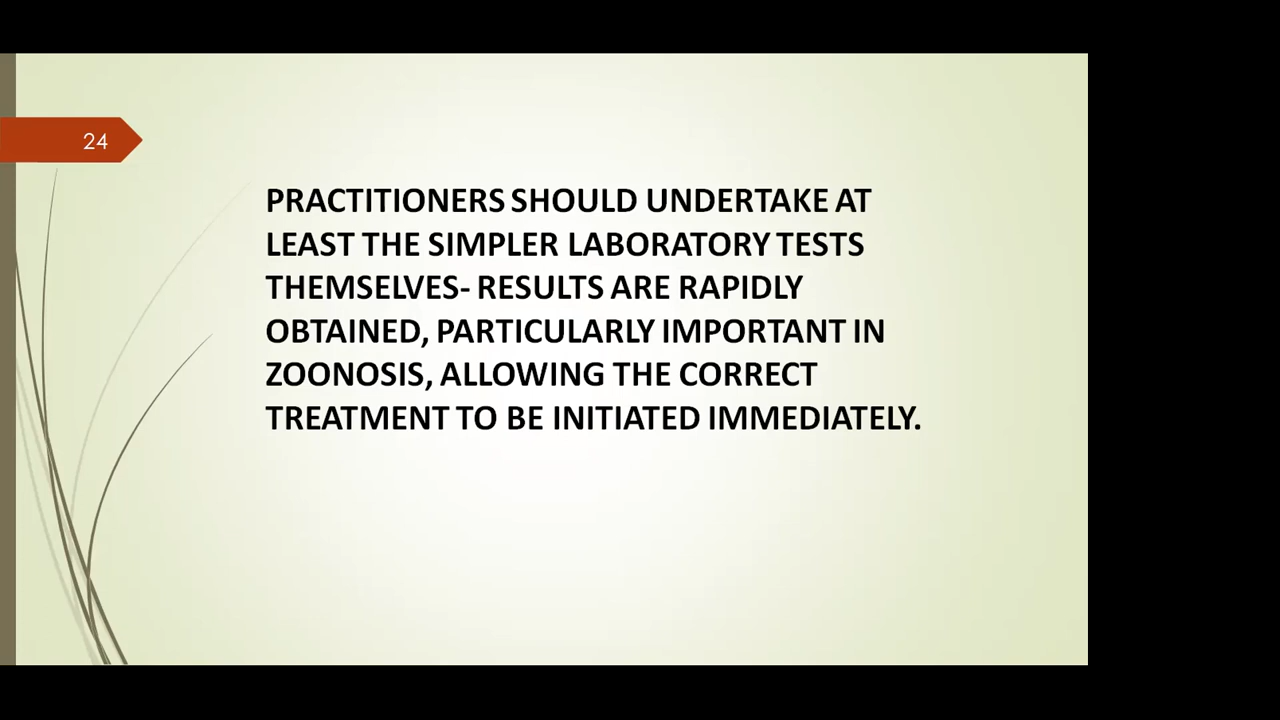 24
PRACTITIONERS SHOULD UNDERTAKE AT
LEAST THE SIMPLER LABORATORY TESTS
THEMSELVES- RESULTS ARE RAPIDLY
OBTAINED, PARTICULARLY IMPORTANT IN
ZOONOSIS, ALLOWING THE CORRECT
TREATMENT TO BE INITIATED IMMEDIATELY.